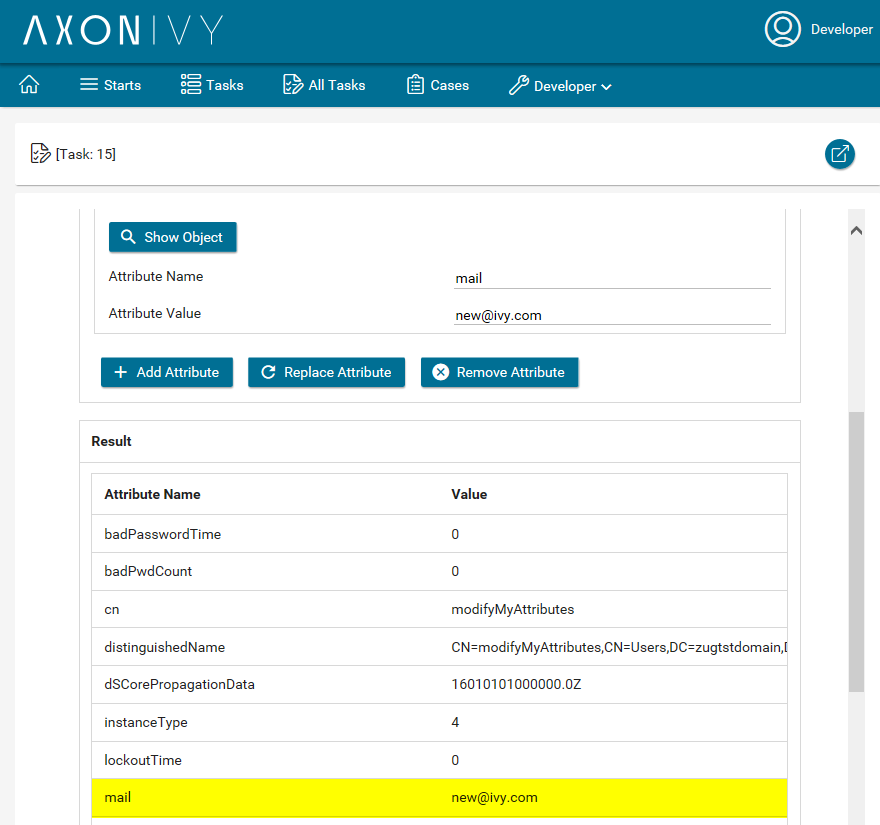 AXON IVY Developer
Starts Tasks All Tasks Cases Developer
[Task: 15]
Show Object
Attribute Name mail
Attribute Value new@ivy.com
Add Attribute Replace Attribute Remove Attribute
Result
Attribute Name Value
badPasswordTime 0
badPwdCount 0
cn modifyMyAttributes
distinguishedName CN=modifyMyAttributes,CN=Users,DC=zugtstdomain,
dSCorePropagationData 16010101000000.0Z
instanceType 4
lockoutTime 0
mail new@ivy.com